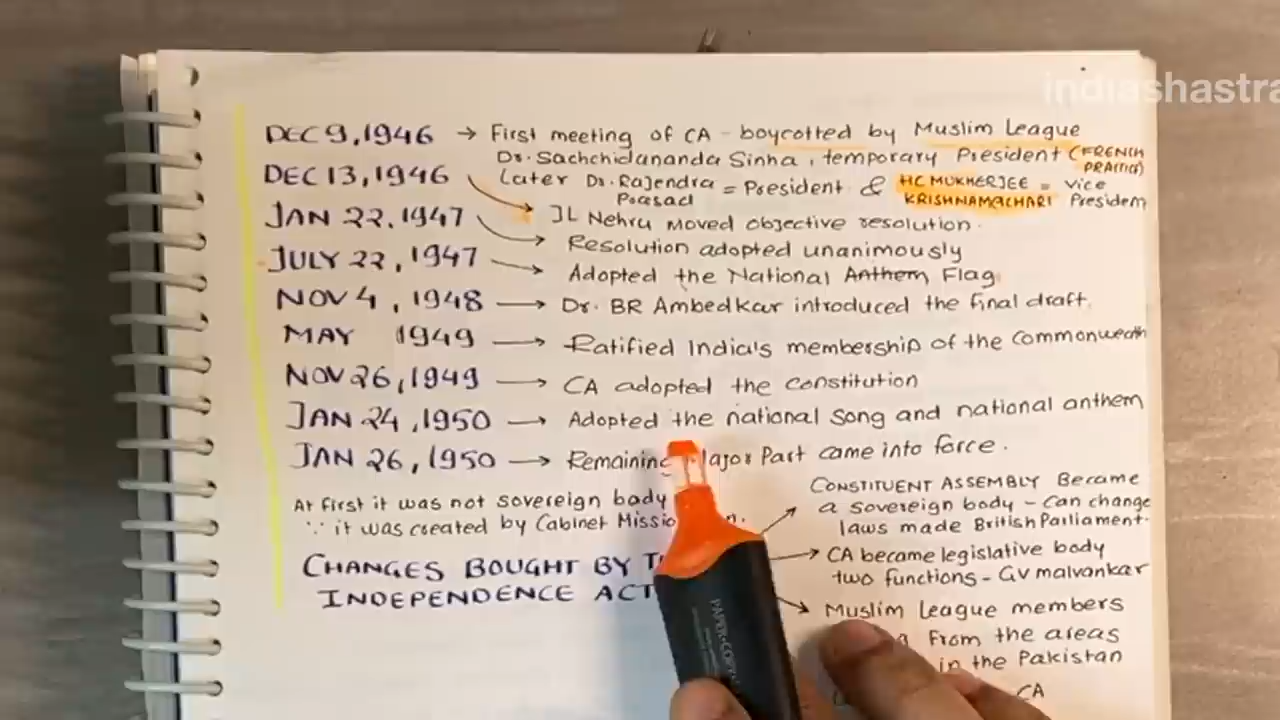 indiashastra
DEC 9, 1946 → First meeting of CA - boycotted by Muslim League
Dr. Sachchidananda Sinha, temporary President (FRENCH
PRACTICE)
DEC 13, 1946 Later Dr. Rajendra = President & HC MUKHERJEE = Vice
Prasad KRISHNAMACHARI President
JL Nehru moved objective resolution.
JAN 22, 1947 → Resolution adopted unanimously
JULY 22, 1947 → Adopted the National Anthem Flag
NOV 4, 1948 → Dr. BR Ambedkar introduced the final draft.
MAY 1949 → Ratified India's membership of the Commonweath
NOV 26, 1949 → CA adopted the constitution
JAN 24, 1950 → Adopted the national song and national anthem
JAN 26, 1950 → Remaining Major Part came into force.
At first it was not sovereign body
∵ it was created by Cabinet Mission
CHANGES BOUGHT BY
INDEPENDENCE ACT
CONSTITUENT ASSEMBLY Became
a sovereign body - Can change
laws made British Parliament.
CA became legislative body
two functions - GV malvankar
Muslim League members
from the areas
in the Pakistan
CA
PAPER-COPY